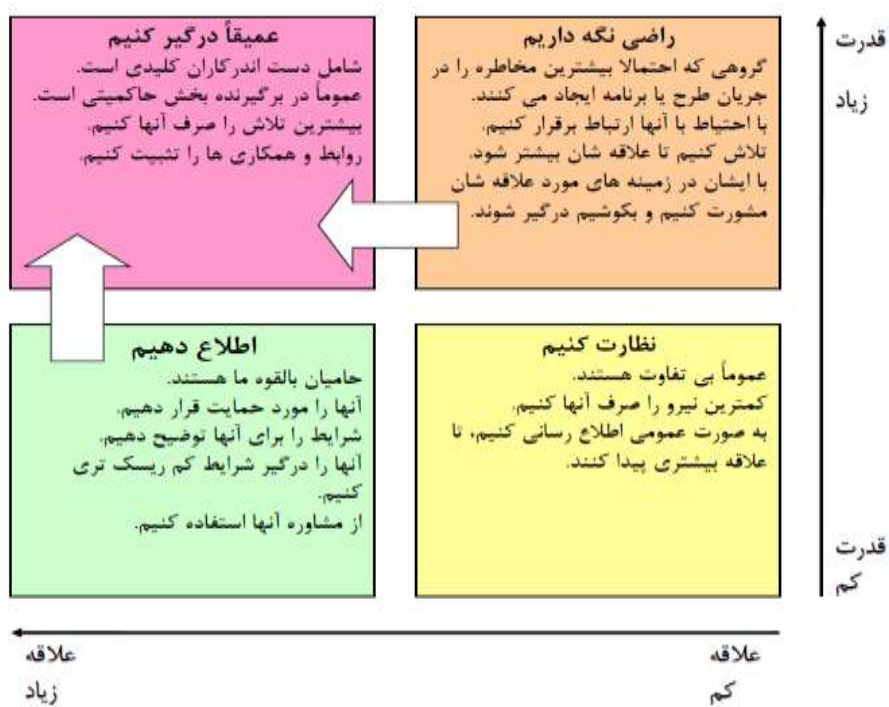 راضی نگه داریم
گروهی که احتمالا بیشترین مخاطره را در
جریان طرح یا برنامه ایجاد می کنند.
با احتیاط با آنها ارتباط برقرار کنیم.
تلاش کنیم تا علاقه شان بیشتر شود.
با ایشان در زمینه های مورد علاقه شان
مشورت کنیم و بکوشیم درگیر شوند.
عمیقاً درگیر کنیم
شامل دست اندرکاران کلیدی است.
عموماً در برگیرنده بخش حاکمیتی است.
بیشترین تلاش را صرف آنها کنیم.
روابط و همکاری ها را تثبیت کنیم.
نظارت کنیم
عموماً بی تفاوت هستند.
کمترین نیرو را صرف آنها کنیم.
به صورت عمومی اطلاع رسانی کنیم، تا
علاقه بیشتری پیدا کنند.
اطلاع دهیم
حامیان بالقوه ما هستند.
آنها را مورد حمایت قرار دهیم.
شرایط را برای آنها توضیح دهیم.
آنها را درگیر شرایط کم ریسک تری
کنیم.
از مشاوره آنها استفاده کنیم.
قدرت
زیاد
قدرت
کم
علاقه
کم
علاقه
زیاد